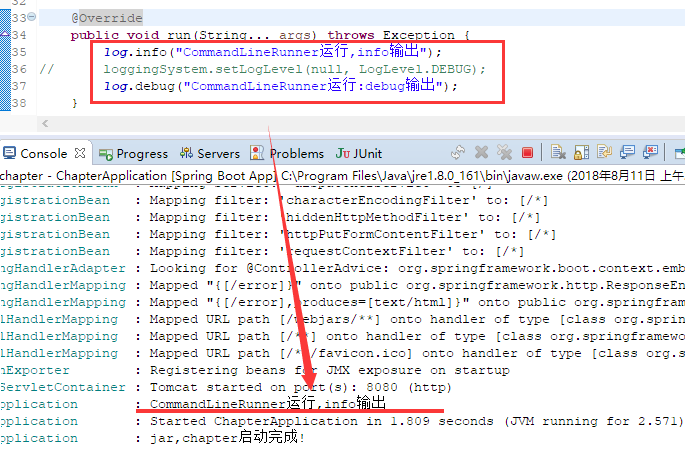 33 @Override
34 public void run(String... args) throws Exception {
35 log.info("CommandLineRunner运行,info输出");
36 // loggingSystem.setLogLevel(null, LogLevel.DEBUG);
37 log.debug("CommandLineRunner运行:debug输出");
38 }
Console Progress Servers Problems JUnit
chapter - ChapterApplication [Spring Boot App] C:\Program Files\Java\jre1.8.0_161\bin\javaw.exe (2018年8月11日 上午
gistrationBean : Mapping filter: 'characterEncodingFilter' to: [/*]
gistrationBean : Mapping filter: 'hiddenHttpMethodFilter' to: [/*]
gistrationBean : Mapping filter: 'httpPutFormContentFilter' to: [/*]
gistrationBean : Mapping filter: 'requestContextFilter' to: [/*]
ngHandlerAdapter : Looking for @ControllerAdvice: org.springframework.boot.context.emb
ngHandlerMapping : Mapped "{[/error]}" onto public org.springframework.http.ResponseEn
ngHandlerMapping : Mapped "{[/error],produces=[text/html]}" onto public org.springfram
lHandlerMapping : Mapped URL path [/webjars/**] onto handler of type [class org.spring
lHandlerMapping : Mapped URL path [/**] onto handler of type [class org.springframewor
lHandlerMapping : Mapped URL path [/**/favicon.ico] onto handler of type [class org.s
nExporter : Registering beans for JMX exposure on startup
ServletContainer : Tomcat started on port(s): 8080 (http)
pplication : CommandLineRunner运行,info输出
pplication : Started ChapterApplication in 1.809 seconds (JVM running for 2.571)
pplication : jar,chapter启动完成!